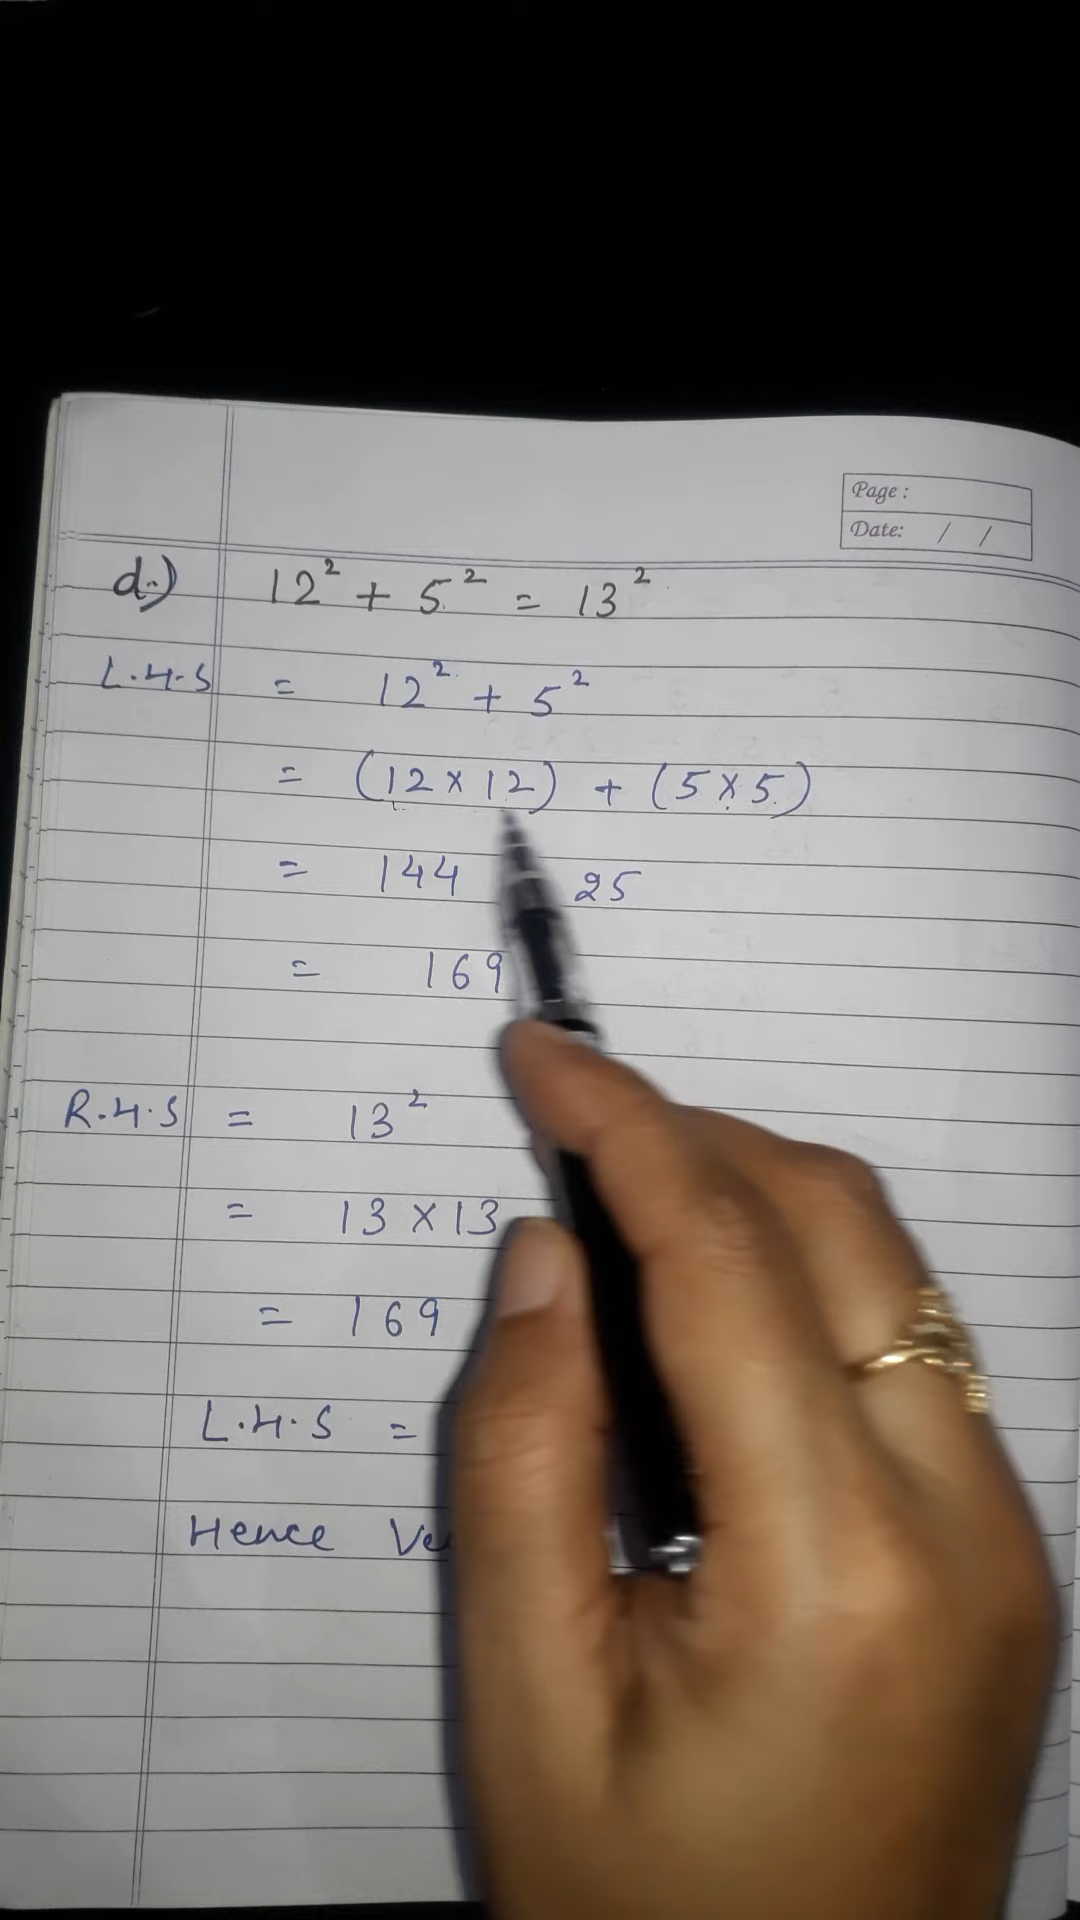 Page :
Date: / /
d.) 12² + 5² = 13²
L.H.S = 12² + 5²
= (12 × 12) + (5 × 5)
= 144 25
= 169
R.H.S = 13²
= 13 × 13
= 169
L.H.S =
Hence